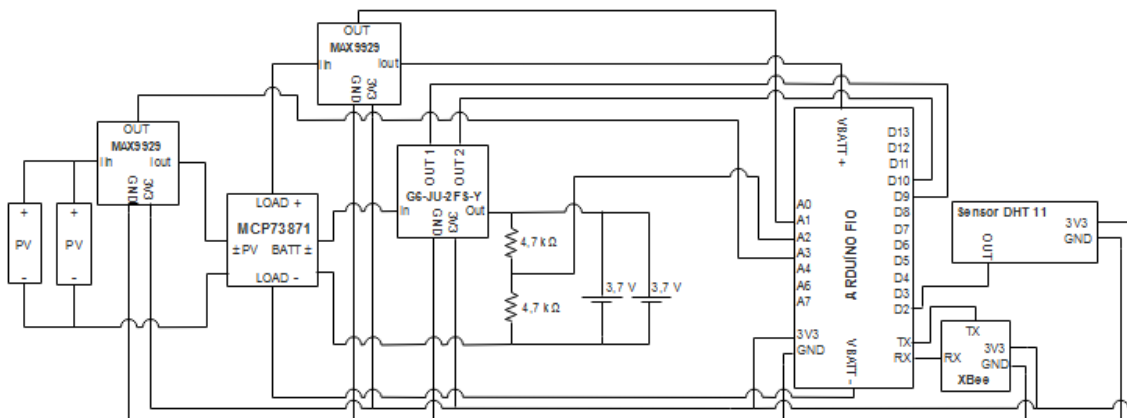 OUT
MAX9929
Iin
Iout
GND
3V3
OUT
MAX9929
Iin
Iout
GND
3V3
+
PV
-
+
PV
-
LOAD +
MCP73871
±PV
BATT ±
LOAD -
OUT 1
OUT 2
G6-JU-2FS-Y
In
Out
GND
3V3
4,7 kΩ
4,7 kΩ
3,7 V
3,7 V
VBATT +
ARDUÍNO FIO
VBATT -
A0
A1
A2
A3
A4
A6
A7
3V3
GND
D13
D12
D11
D10
D9
D8
D7
D6
D5
D4
D3
D2
TX
RX
Sensor DHT 11
3V3
GND
OUT
TX
RX
3V3
GND
XBee